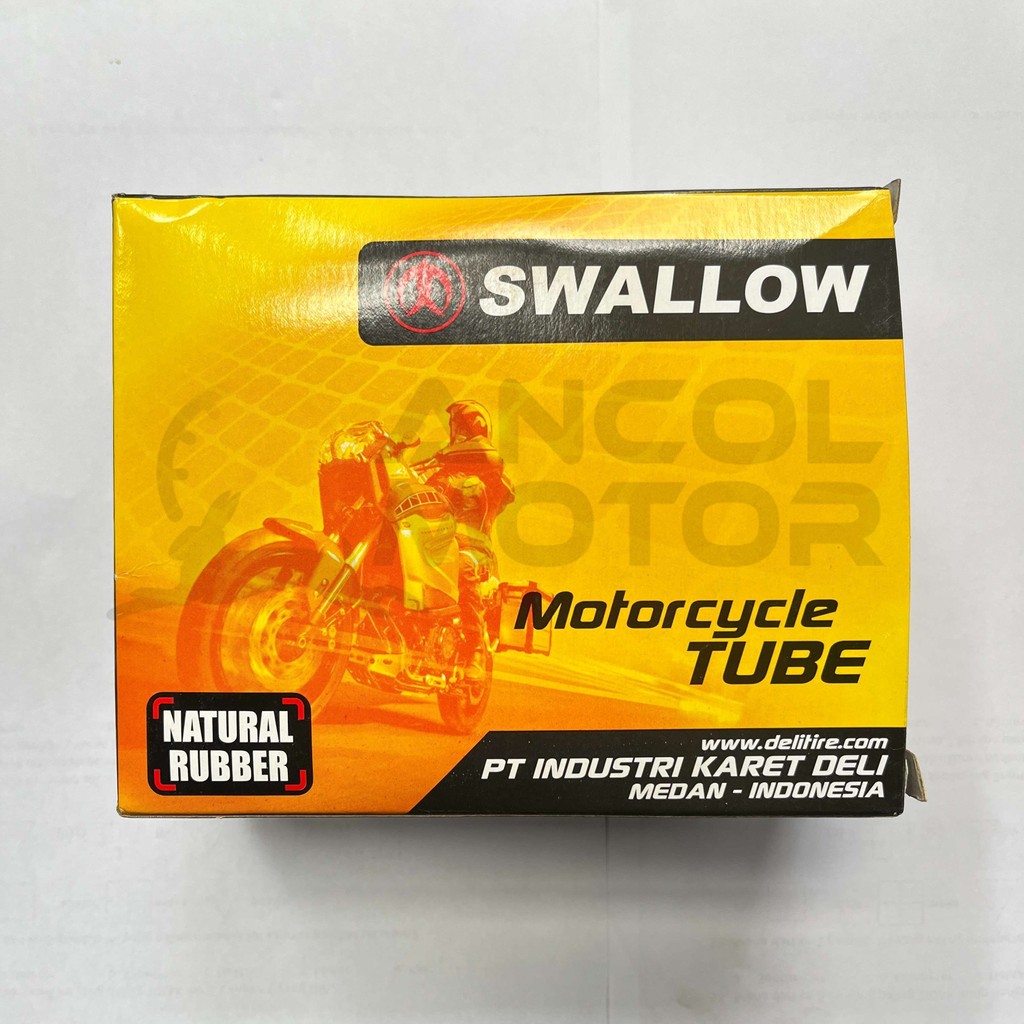 SWALLOW
ANCOL
MOTOR
Motorcycle
TUBE
NATURAL
RUBBER
www.delitire.com
PT INDUSTRI KARET DELI
MEDAN - INDONESIA